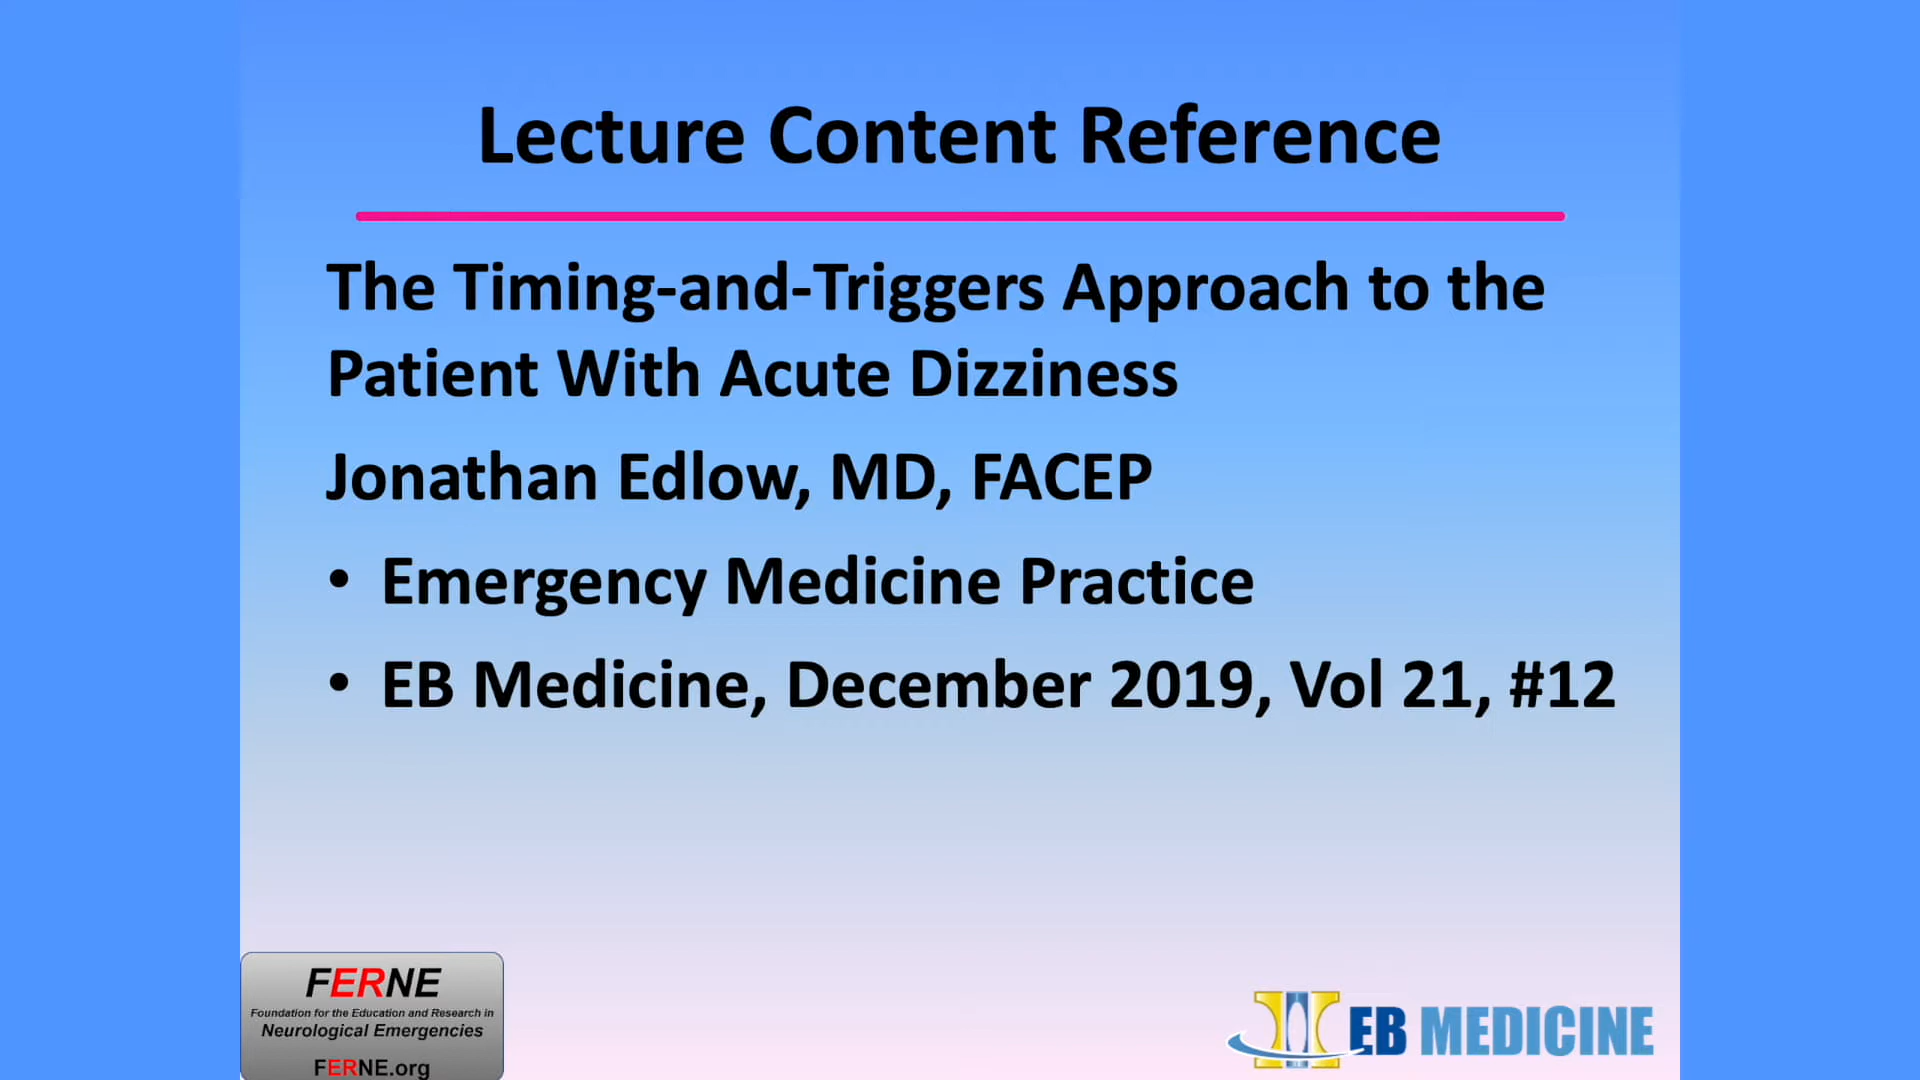 Lecture Content Reference
The Timing-and-Triggers Approach to the
Patient With Acute Dizziness
Jonathan Edlow, MD, FACEP
• Emergency Medicine Practice
• EB Medicine, December 2019, Vol 21, #12
FERNE
Foundation for the Education and Research in
Neurological Emergencies
FERNE.org
EB MEDICINE